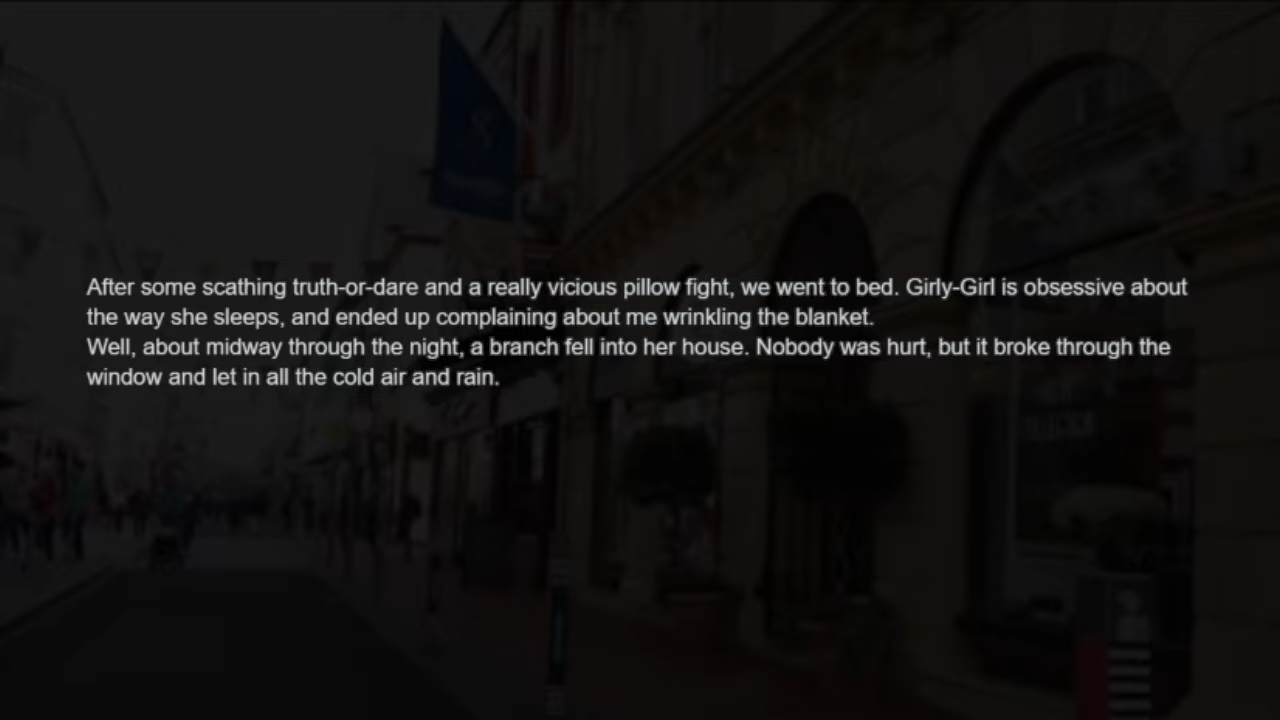 After some scathing truth-or-dare and a really vicious pillow fight, we went to bed. Girly-Girl is obsessive about
the way she sleeps, and ended up complaining about me wrinkling the blanket.
Well, about midway through the night, a branch fell into her house. Nobody was hurt, but it broke through the
window and let in all the cold air and rain.